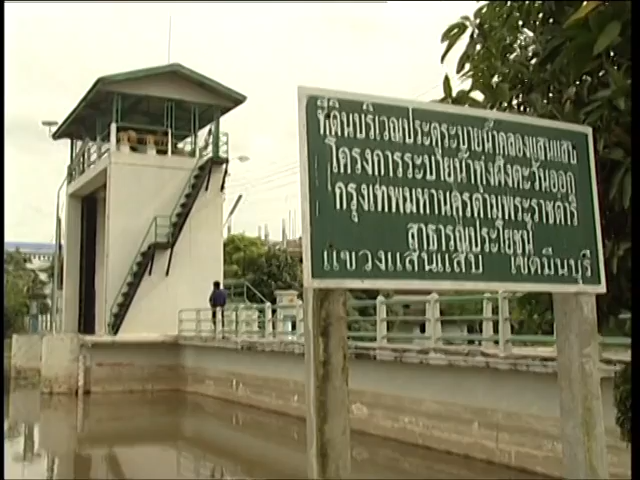 ที่ดินบริเวณประตูระบายน้ำคลองแสนแสบ
โครงการระบายน้ำทุ่งฝั่งตะวันออก
กรุงเทพมหานครตามพระราชดำริ
สาธารณประโยชน์
แขวงแสนแสบ เขตมีนบุรี